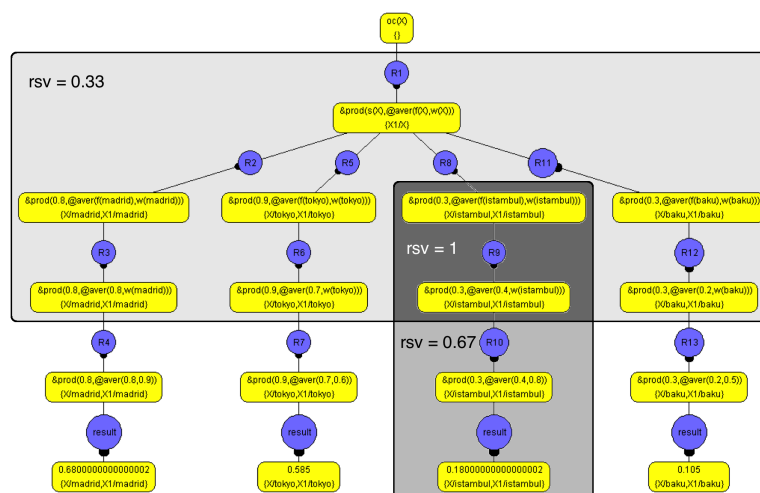 oc(X)
{}
R1
rsv = 0.33
&prod(s(X),@aver(f(X),w(X)))
{X1/X}
R2
R5
R8
R11
&prod(0.8,@aver(f(madrid),w(madrid)))
{X/madrid,X1/madrid}
&prod(0.9,@aver(f(tokyo),w(tokyo)))
{X/tokyo,X1/tokyo}
&prod(0.3,@aver(f(istambul),w(istambul)))
{X/istambul,X1/istambul}
&prod(0.3,@aver(f(baku),w(baku)))
{X/baku,X1/baku}
R3
R6
rsv = 1
R9
R12
&prod(0.8,@aver(0.8,w(madrid)))
{X/madrid,X1/madrid}
&prod(0.9,@aver(0.7,w(tokyo)))
{X/tokyo,X1/tokyo}
&prod(0.3,@aver(0.4,w(istambul)))
{X/istambul,X1/istambul}
&prod(0.3,@aver(0.2,w(baku)))
{X/baku,X1/baku}
R4
R7
rsv = 0.67
R10
R13
&prod(0.8,@aver(0.8,0.9))
{X/madrid,X1/madrid}
&prod(0.9,@aver(0.7,0.6))
{X/tokyo,X1/tokyo}
&prod(0.3,@aver(0.4,0.8))
{X/istambul,X1/istambul}
&prod(0.3,@aver(0.2,0.5))
{X/baku,X1/baku}
result
result
result
result
0.6800000000000002
{X/madrid,X1/madrid}
0.585
{X/tokyo,X1/tokyo}
0.18000000000000002
{X/istambul,X1/istambul}
0.105
{X/baku,X1/baku}